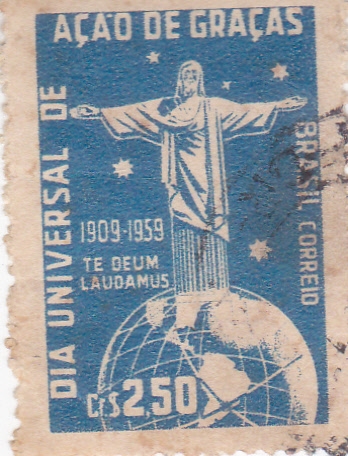 DIA UNIVERSAL DE
AÇÃO DE GRAÇAS
BRASIL CORREIO
1909-1959
TE DEUM
LAUDAMUS
Cr$ 2,50